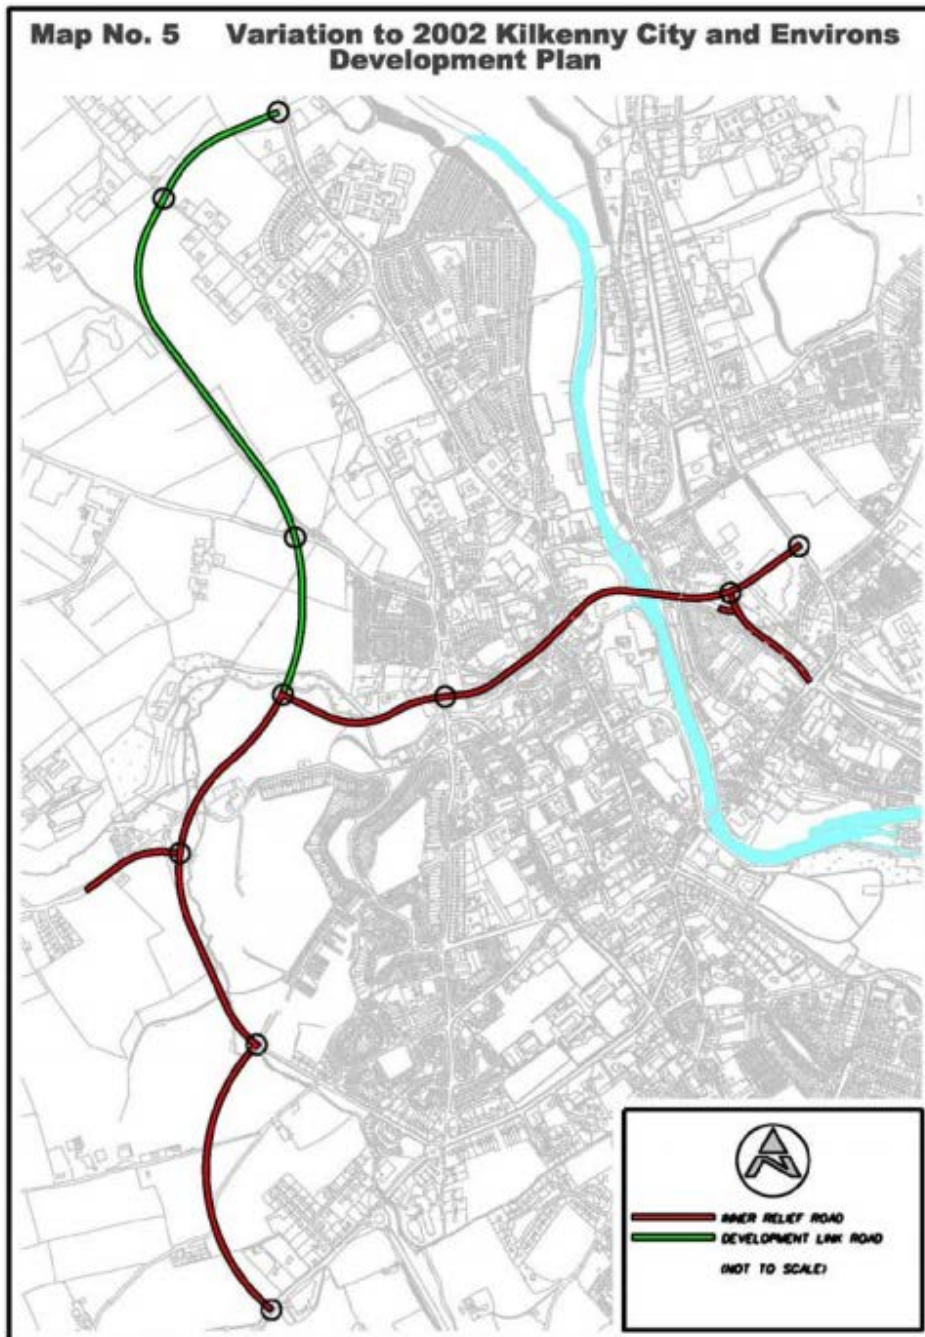 Map No. 5 Variation to 2002 Kilkenny City and Environs
Development Plan
INNER RELIEF ROAD
DEVELOPMENT LINK ROAD
(NOT TO SCALE)